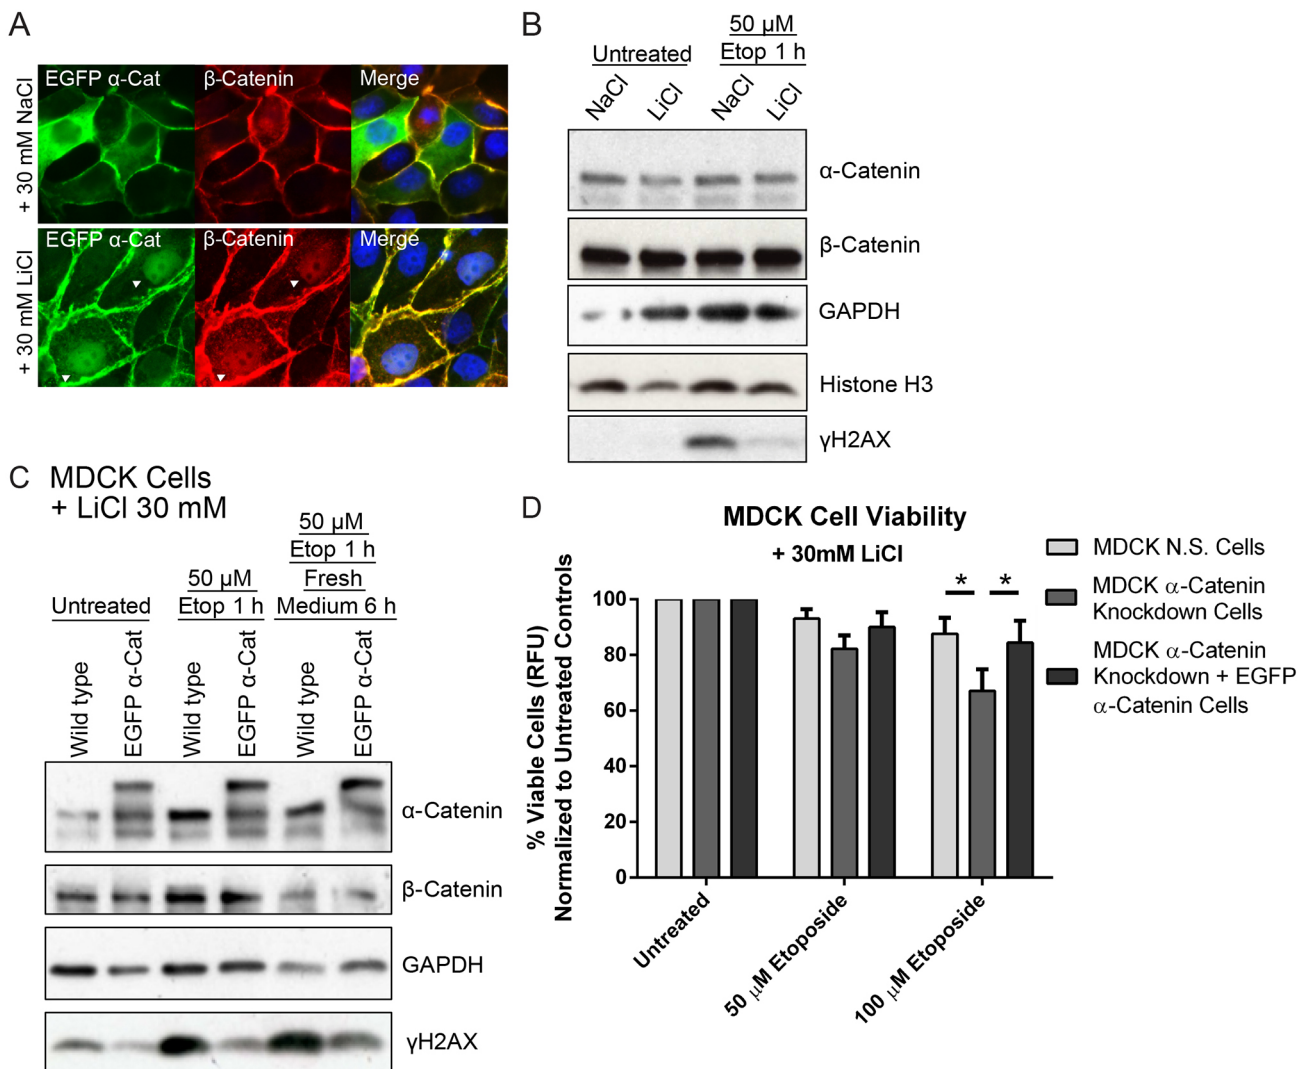 A
+ 30 mM NaCl
EGFP α-Cat
β-Catenin
Merge
+ 30 mM LiCl
EGFP α-Cat
β-Catenin
Merge
B
Untreated
50 µM
Etop 1 h
NaCl
LiCl
NaCl
LiCl
α-Catenin
β-Catenin
GAPDH
Histone H3
γH2AX
C
MDCK Cells
+ LiCl 30 mM
Untreated
50 µM
Etop 1 h
50 µM
Etop 1 h
Fresh
Medium 6 h
Wild type
EGFP α-Cat
Wild type
EGFP α-Cat
Wild type
EGFP α-Cat
α-Catenin
β-Catenin
GAPDH
γH2AX
D
MDCK Cell Viability
+ 30mM LiCl
% Viable Cells (RFU)
Normalized to Untreated Controls
100
80
60
40
20
0
*
*
Untreated
50 µM Etoposide
100 µM Etoposide
MDCK N.S. Cells
MDCK α-Catenin
Knockdown Cells
MDCK α-Catenin
Knockdown + EGFP
α-Catenin Cells